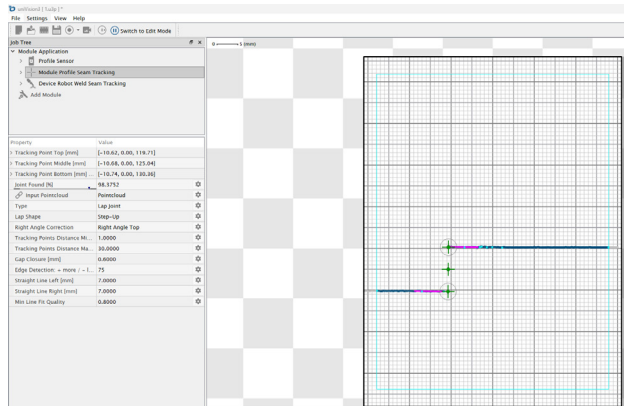 uniVision3 [ 1.u3p ] *
File Settings View Help
Switch to Edit Mode
Job Tree
Module Application
Profile Sensor
Module Profile Seam Tracking
Device Robot Weld Seam Tracking
Add Module
0 5 (mm)
Property Value
Tracking Point Top [mm] [-10.62, 0.00, 119.71]
Tracking Point Middle [mm] [-10.68, 0.00, 125.04]
Tracking Point Bottom [mm] ... [-10.74, 0.00, 130.36]
Joint Found [%] 98.3752
Input Pointcloud Pointcloud
Type Lap Joint
Lap Shape Step-Up
Right Angle Correction Right Angle Top
Tracking Points Distance Mi... 1.0000
Tracking Points Distance Ma... 30.0000
Gap Closure [mm] 0.6000
Edge Detection: + more / - l... 75
Straight Line Left [mm] 7.0000
Straight Line Right [mm] 7.0000
Min Line Fit Quality 0.8000